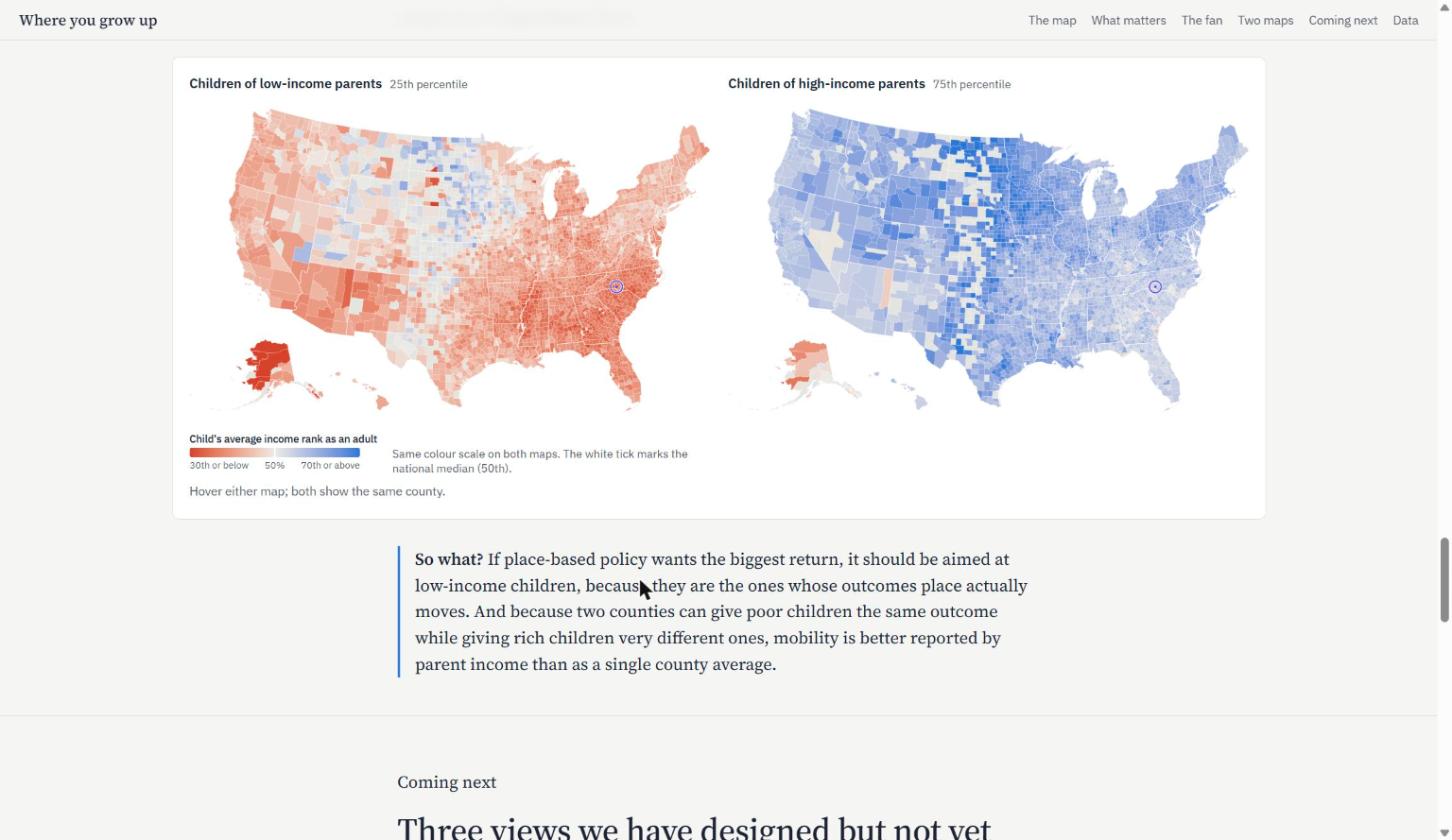 Where you grow up
The map
What matters
The fan
Two maps
Coming next
Data
Children of low-income parents 25th percentile
Children of high-income parents 75th percentile
Child's average income rank as an adult
30th or below 50% 70th or above
Same colour scale on both maps. The white tick marks the
national median (50th).
Hover either map; both show the same county.
So what? If place-based policy wants the biggest return, it should be aimed at
low-income children, because they are the ones whose outcomes place actually
moves. And because two counties can give poor children the same outcome
while giving rich children very different ones, mobility is better reported by
parent income than as a single county average.
Coming next
Three views we have designed but not yet